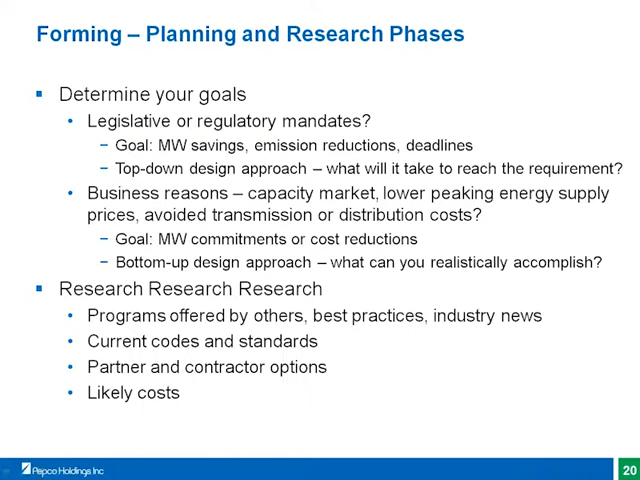 Forming – Planning and Research Phases
▪ Determine your goals
• Legislative or regulatory mandates?
− Goal: MW savings, emission reductions, deadlines
− Top-down design approach – what will it take to reach the requirement?
• Business reasons – capacity market, lower peaking energy supply
prices, avoided transmission or distribution costs?
− Goal: MW commitments or cost reductions
− Bottom-up design approach – what can you realistically accomplish?
▪ Research Research Research
• Programs offered by others, best practices, industry news
• Current codes and standards
• Partner and contractor options
• Likely costs
Pepco Holdings Inc
20